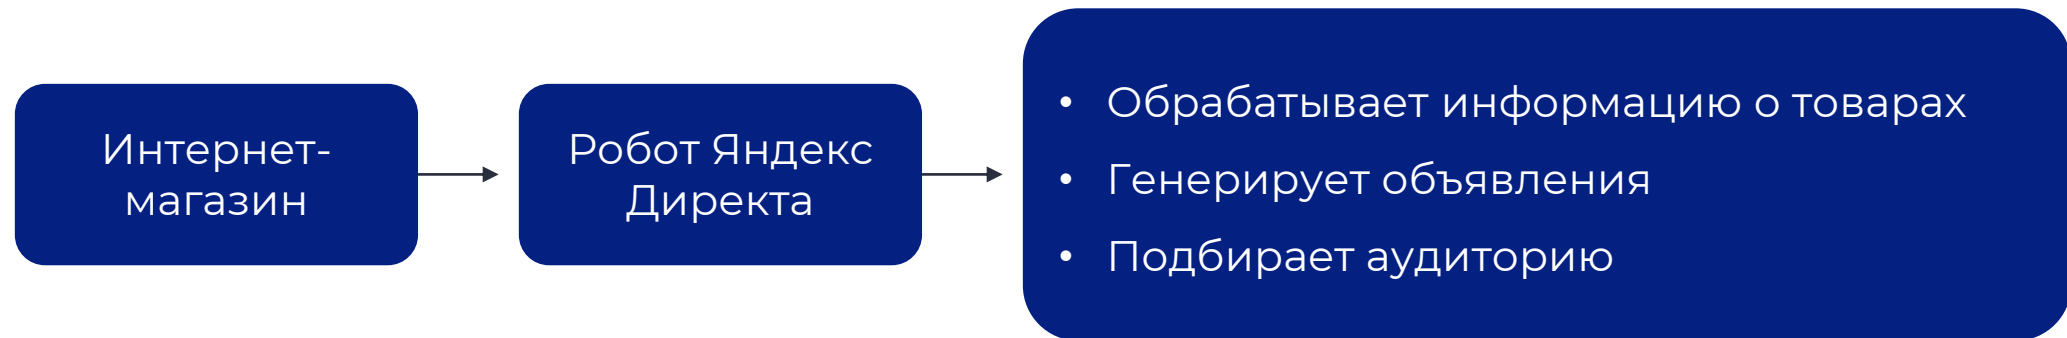 Интернет-
магазин
Робот Яндекс
Директа
• Обрабатывает информацию о товарах
• Генерирует объявления
• Подбирает аудиторию